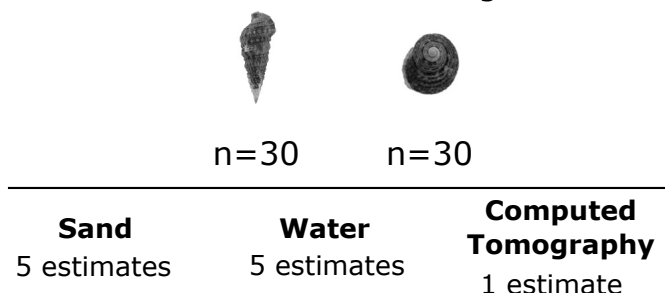 n=30 n=30
Sand Water Computed Tomography
5 estimates 5 estimates 1 estimate